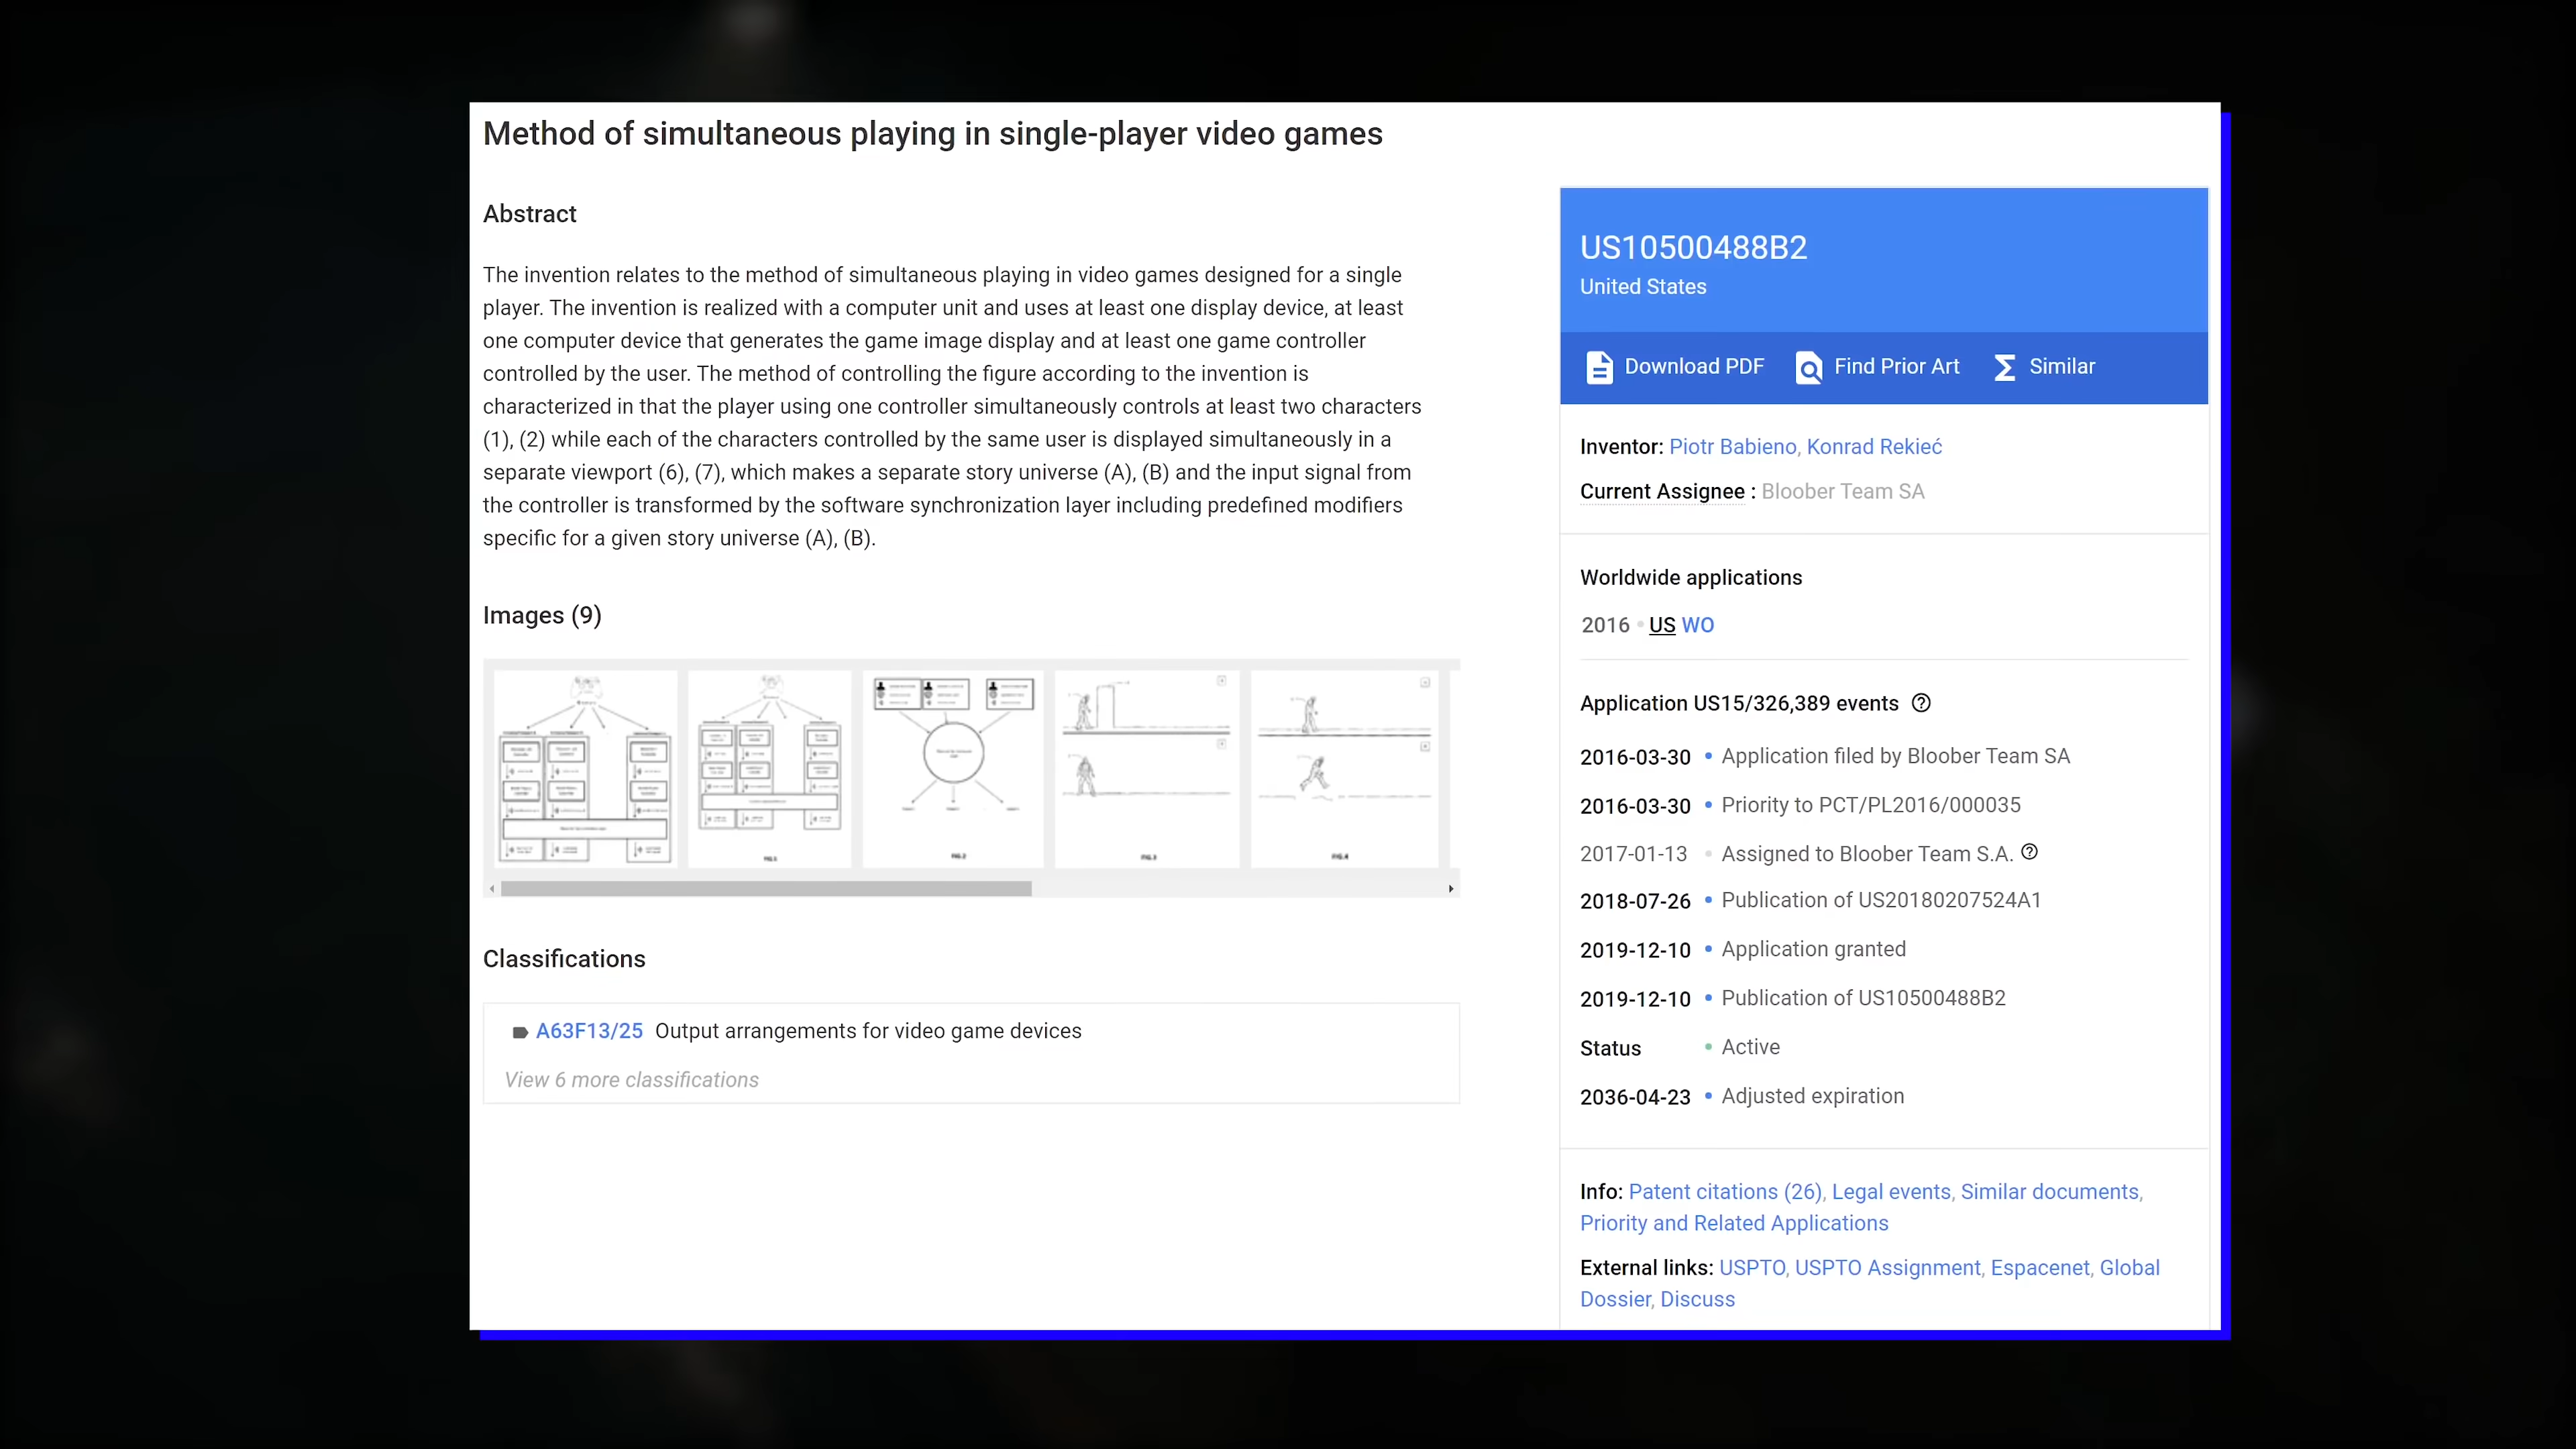 Method of simultaneous playing in single-player video games
Abstract
The invention relates to the method of simultaneous playing in video games designed for a single
player. The invention is realized with a computer unit and uses at least one display device, at least
one computer device that generates the game image display and at least one game controller
controlled by the user. The method of controlling the figure according to the invention is
characterized in that the player using one controller simultaneously controls at least two characters
(1), (2) while each of the characters controlled by the same user is displayed simultaneously in a
separate viewport (6), (7), which makes a separate story universe (A), (B) and the input signal from
the controller is transformed by the software synchronization layer including predefined modifiers
specific for a given story universe (A), (B).
Images (9)
FIG.1
FIG.2
FIG.3
FIG.4
Classifications
A63F13/25 Output arrangements for video game devices
View 6 more classifications
US10500488B2
United States
Download PDF Find Prior Art Similar
Inventor: Piotr Babieno, Konrad Rekieć
Current Assignee : Bloober Team SA
Worldwide applications
2016 • US WO
Application US15/326,389 events
2016-03-30 • Application filed by Bloober Team SA
2016-03-30 • Priority to PCT/PL2016/000035
2017-01-13 • Assigned to Bloober Team S.A.
2018-07-26 • Publication of US20180207524A1
2019-12-10 • Application granted
2019-12-10 • Publication of US10500488B2
Status • Active
2036-04-23 • Adjusted expiration
Info: Patent citations (26), Legal events, Similar documents,
Priority and Related Applications
External links: USPTO, USPTO Assignment, Espacenet, Global
Dossier, Discuss